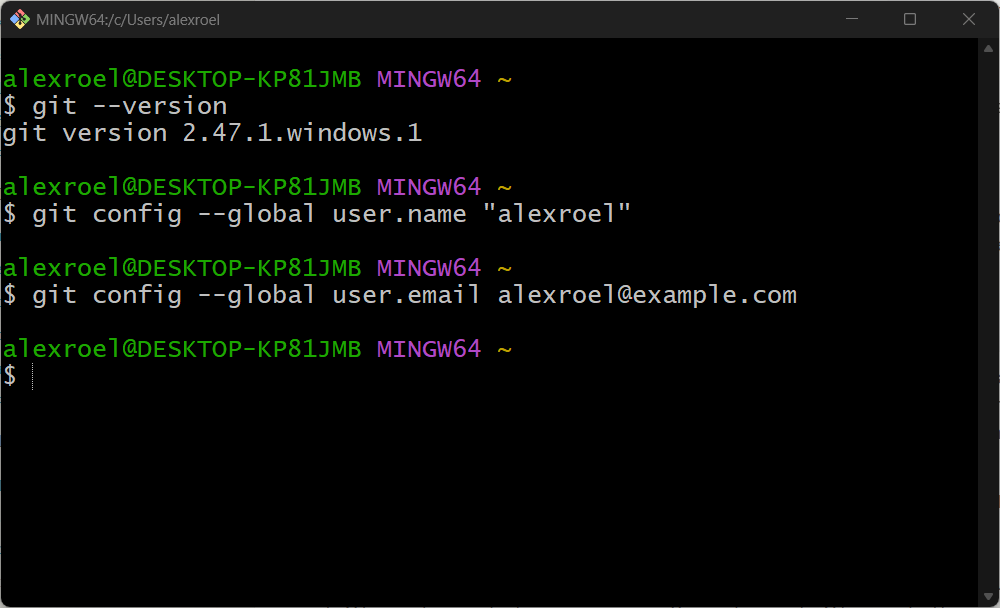 MINGW64:/c/Users/alexroel
alexroel@DESKTOP-KP81JMB MINGW64 ~
$ git --version
git version 2.47.1.windows.1
alexroel@DESKTOP-KP81JMB MINGW64 ~
$ git config --global user.name "alexroel"
alexroel@DESKTOP-KP81JMB MINGW64 ~
$ git config --global user.email alexroel@example.com
alexroel@DESKTOP-KP81JMB MINGW64 ~
$